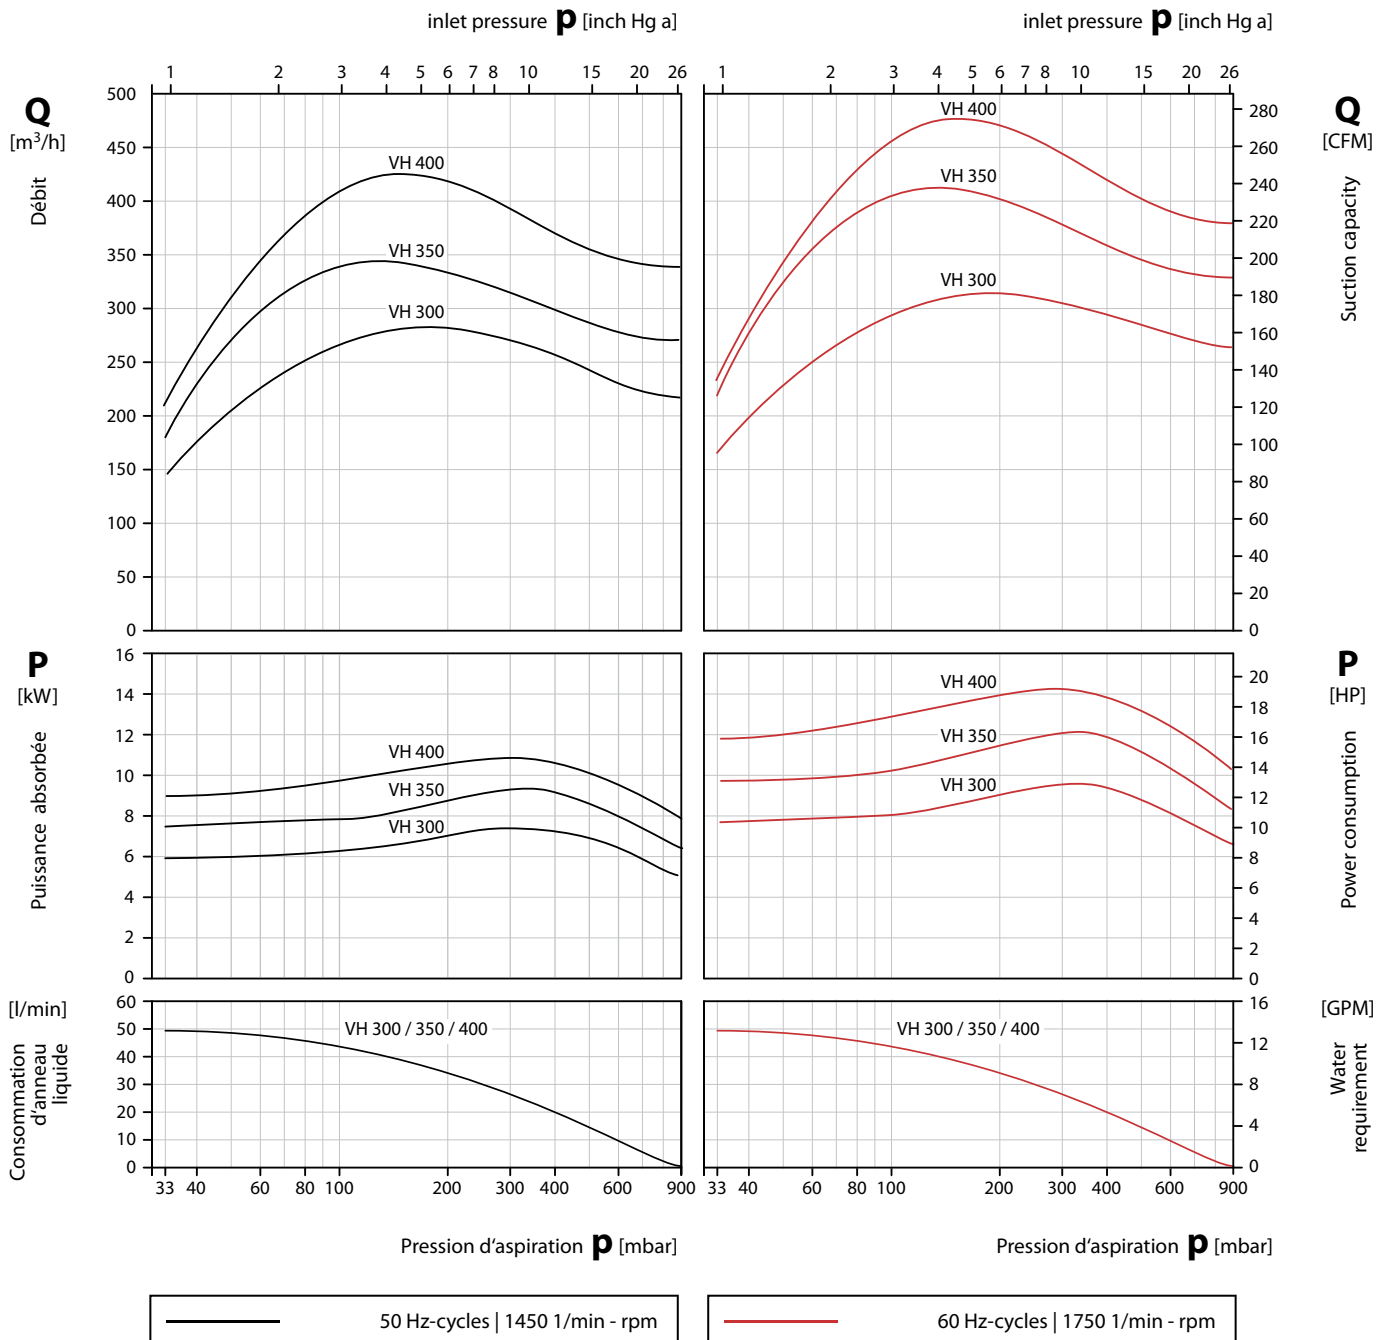 inlet pressure p [inch Hg a]
inlet pressure p [inch Hg a]
1 2 3 4 5 6 7 8 10 15 20 26
1 2 3 4 5 6 7 8 10 15 20 26
Q
[m³/h]
Débit
500
450
400
350
300
250
200
150
100
50
0
VH 400
VH 350
VH 300
VH 400
VH 350
VH 300
280
260
240
220
200
180
160
140
120
100
80
60
40
20
0
Q
[CFM]
Suction capacity
P
[kW]
Puissance absorbée
16
14
12
10
8
6
4
2
0
VH 400
VH 350
VH 300
VH 400
VH 350
VH 300
20
18
16
14
12
10
8
6
4
2
0
P
[HP]
Power consumption
[l/min]
Consommation
d'anneau
liquide
60
50
40
30
20
10
0
VH 300 / 350 / 400
VH 300 / 350 / 400
16
12
8
4
0
[GPM]
Water
requirement
33 40 60 80 100 200 300 400 600 900
33 40 60 80 100 200 300 400 600 900
Pression d'aspiration p [mbar]
Pression d'aspiration p [mbar]
50 Hz-cycles | 1450 1/min - rpm
60 Hz-cycles | 1750 1/min - rpm